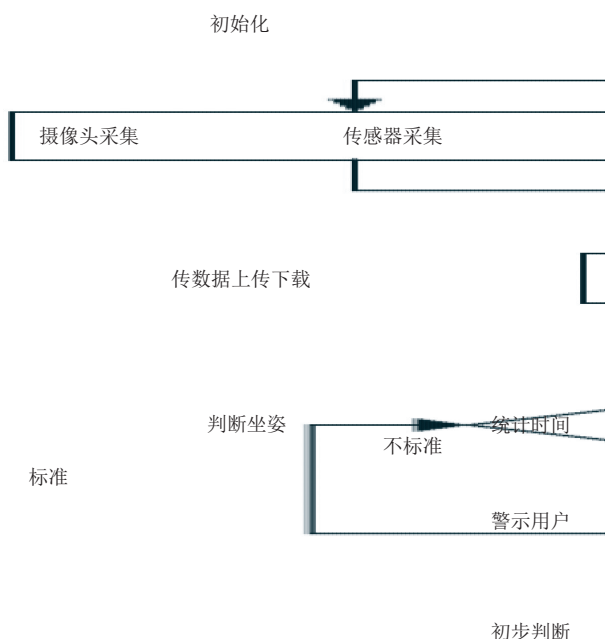 初始化
摄像头采集 传感器采集
传数据上传下载
判断坐姿 统计时间
不标准
标准
警示用户
初步判断